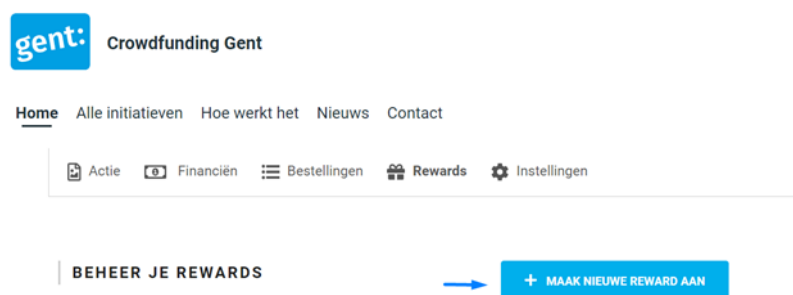 gent:
Crowdfunding Gent
Home Alle initiatieven Hoe werkt het Nieuws Contact
Actie Financiën Bestellingen Rewards Instellingen
BEHEER JE REWARDS
+ MAAK NIEUWE REWARD AAN